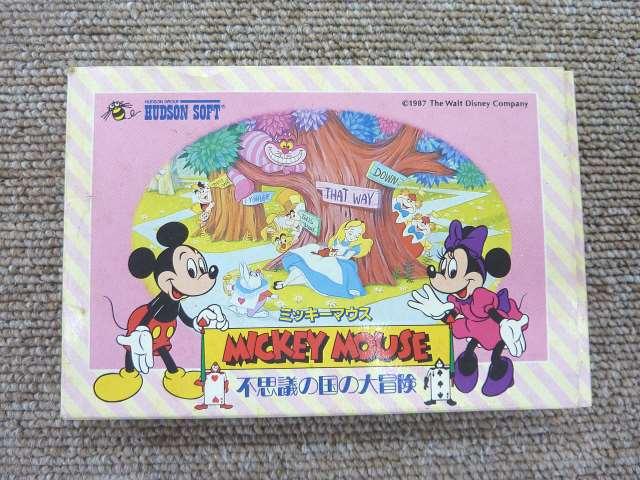 HUDSON GROUP
HUDSON SOFT®
©1987 The Walt Disney Company
DOWN
THAT WAY
ミッキーマウス
MICKEY MOUSE
不思議の国の大冒険